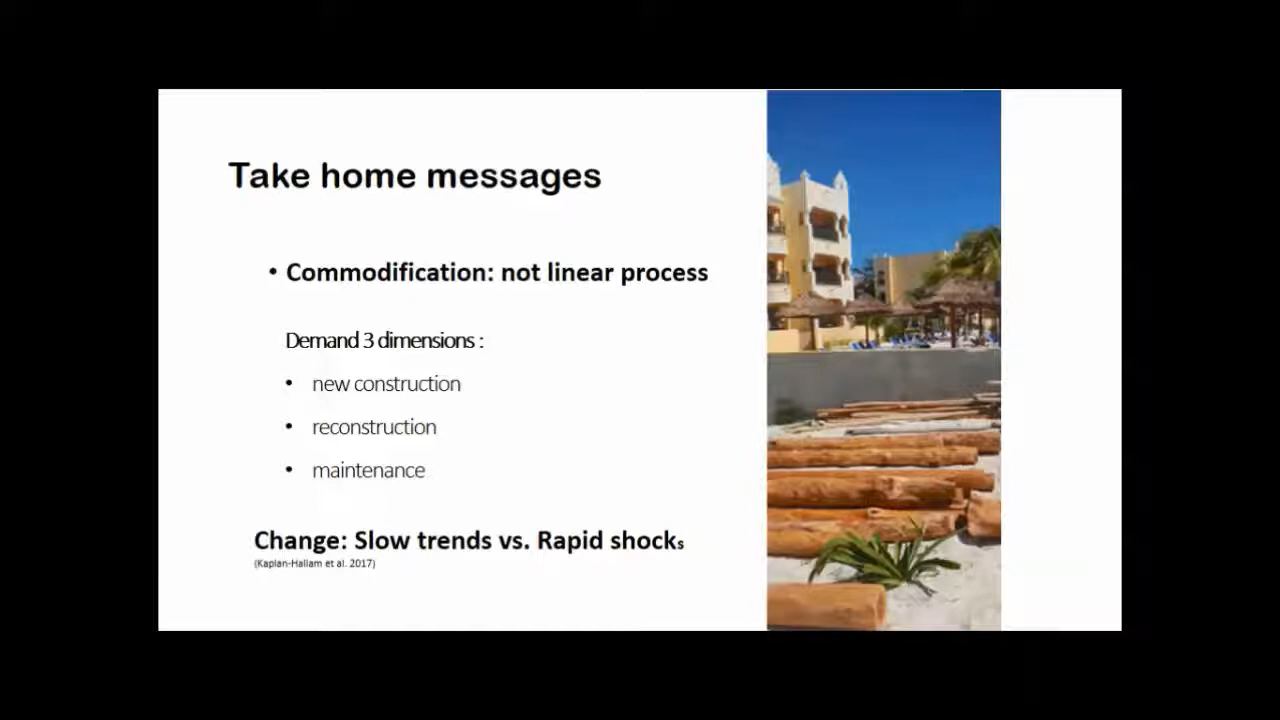 Take home messages
• Commodification: not linear process
Demand 3 dimensions :
• new construction
• reconstruction
• maintenance
Change: Slow trends vs. Rapid shocks
(Kaplan-Hallam et al. 2017)